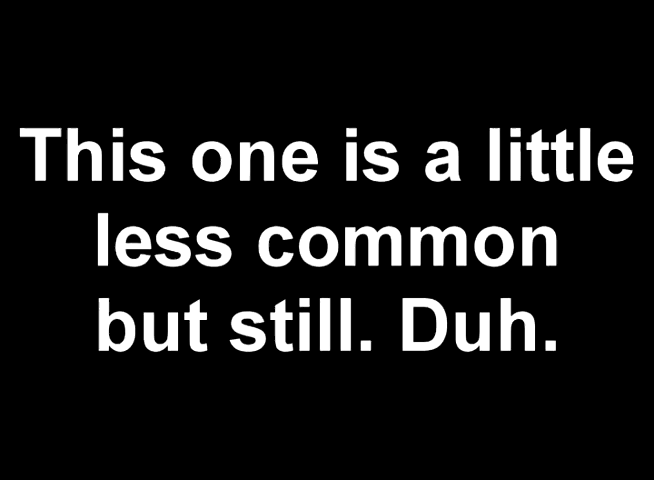 This one is a little
less common
but still. Duh.